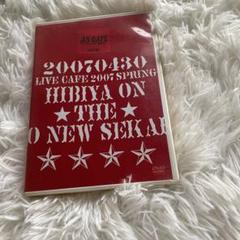 20070430
LIVE CAFE 2007 SPRING
HIBIYA ON
★ THE ★
O NEW SEKAI
★★★★